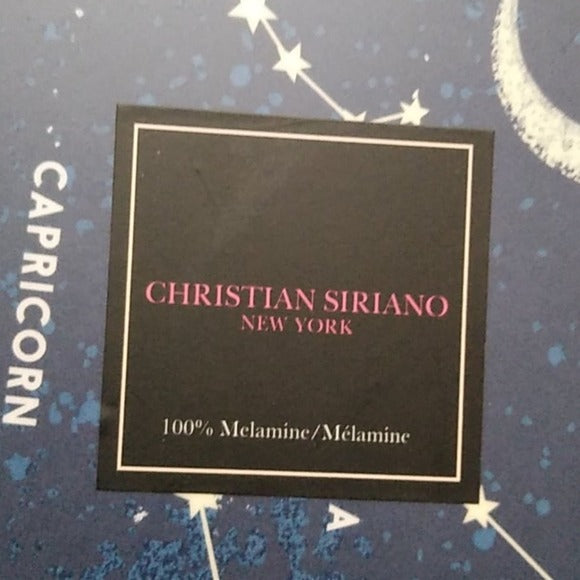 CAPRICORN
CHRISTIAN SIRIANO
NEW YORK
100% Melamine/Mélamine
A